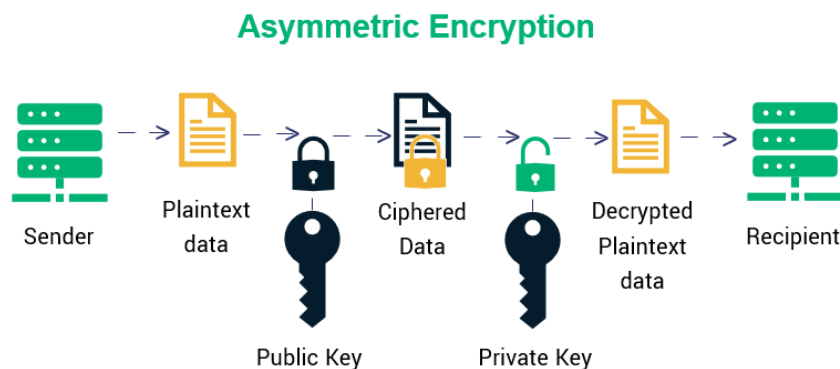 Asymmetric Encryption
Sender
Plaintext
data
Public Key
Ciphered
Data
Private Key
Decrypted
Plaintext
data
Recipient